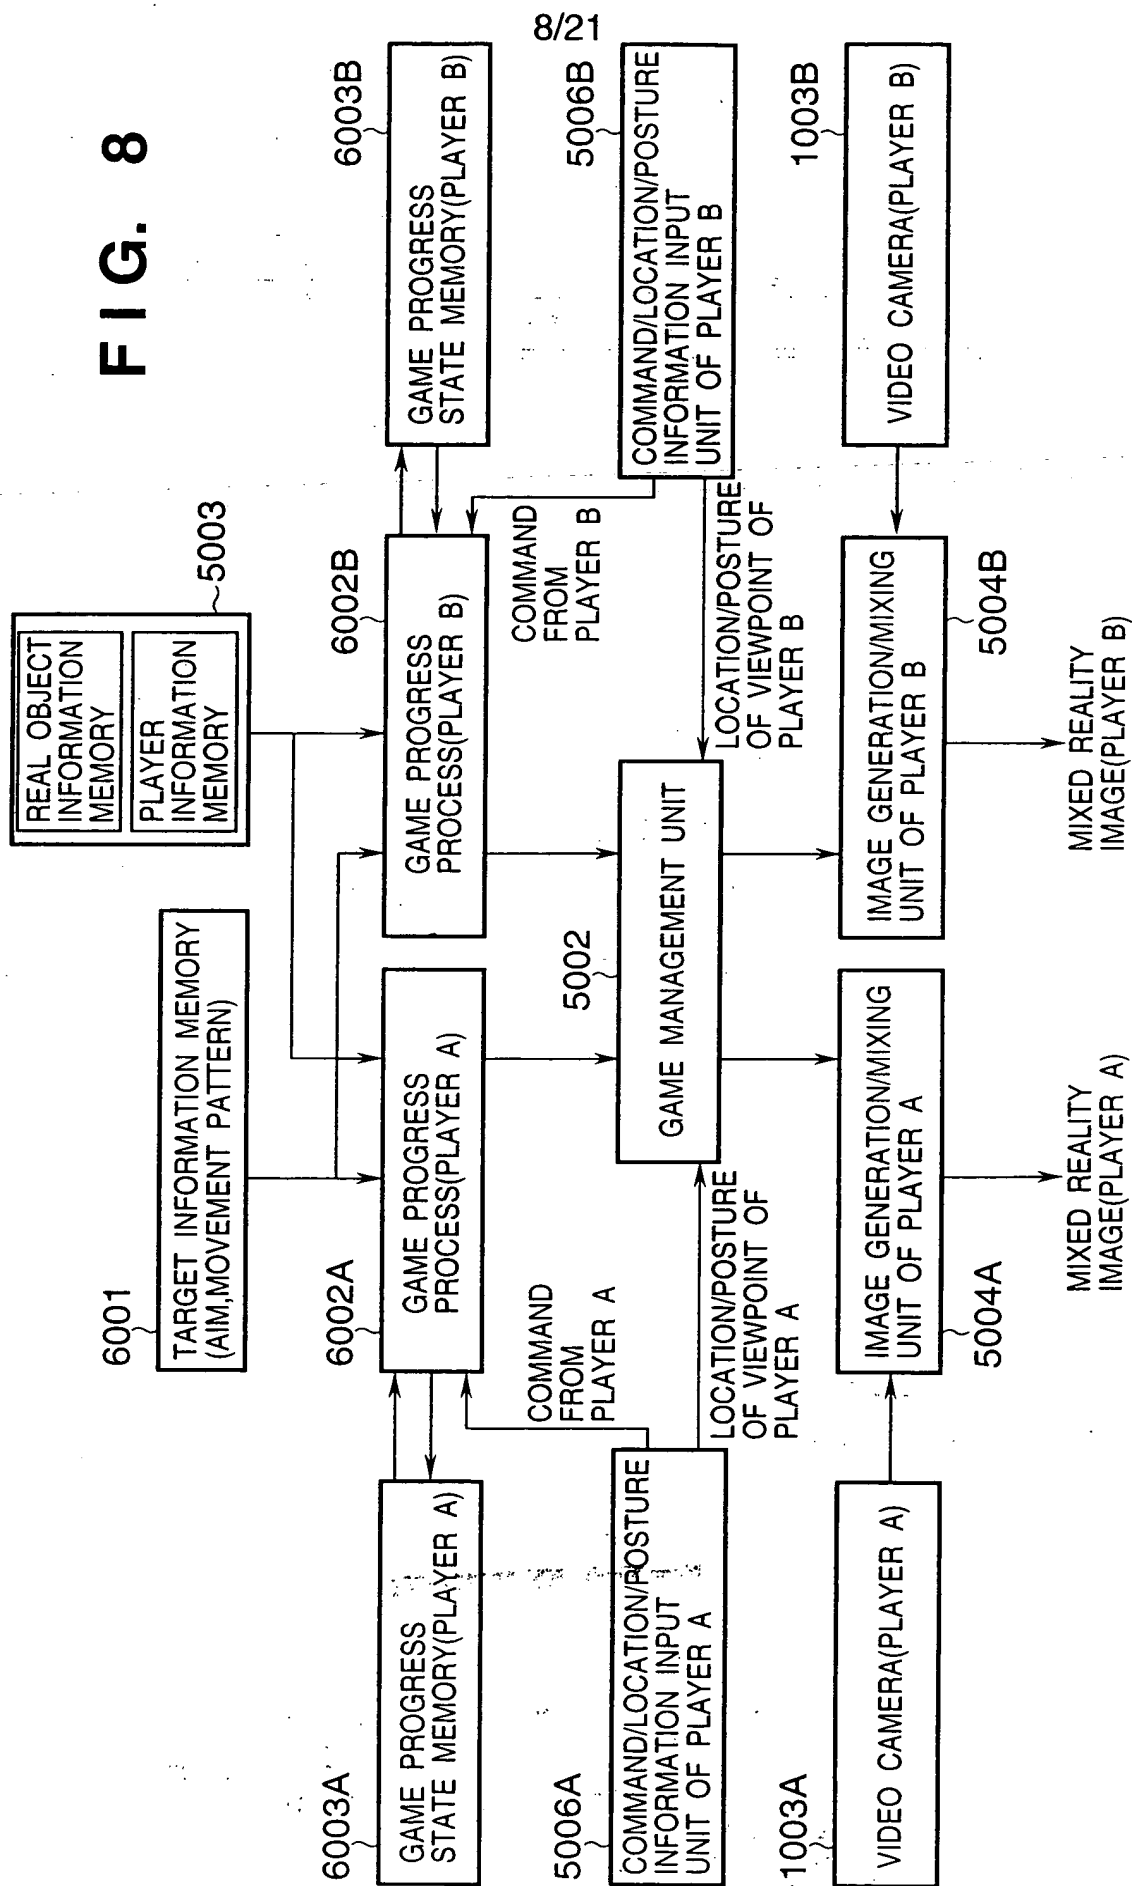 8/21
FIG. 8
REAL OBJECT
INFORMATION
MEMORY
PLAYER
INFORMATION
MEMORY
5003
6001
TARGET INFORMATION MEMORY
(AIM,MOVEMENT PATTERN)
6003A
GAME PROGRESS
STATE MEMORY(PLAYER A)
6002A
GAME PROGRESS
PROCESS(PLAYER A)
6002B
GAME PROGRESS
PROCESS(PLAYER B)
6003B
GAME PROGRESS
STATE MEMORY(PLAYER B)
COMMAND
FROM
PLAYER A
COMMAND
FROM
PLAYER B
5006A
COMMAND/LOCATION/POSTURE
INFORMATION INPUT
UNIT OF PLAYER A
5002
GAME MANAGEMENT UNIT
5006B
COMMAND/LOCATION/POSTURE
INFORMATION INPUT
UNIT OF PLAYER B
LOCATION/POSTURE
OF VIEWPOINT OF
PLAYER A
LOCATION/POSTURE
OF VIEWPOINT OF
PLAYER B
1003A
VIDEO CAMERA(PLAYER A)
IMAGE GENERATION/MIXING
UNIT OF PLAYER A
5004A
IMAGE GENERATION/MIXING
UNIT OF PLAYER B
5004B
1003B
VIDEO CAMERA(PLAYER B)
MIXED REALITY
IMAGE(PLAYER A)
MIXED REALITY
IMAGE(PLAYER B)